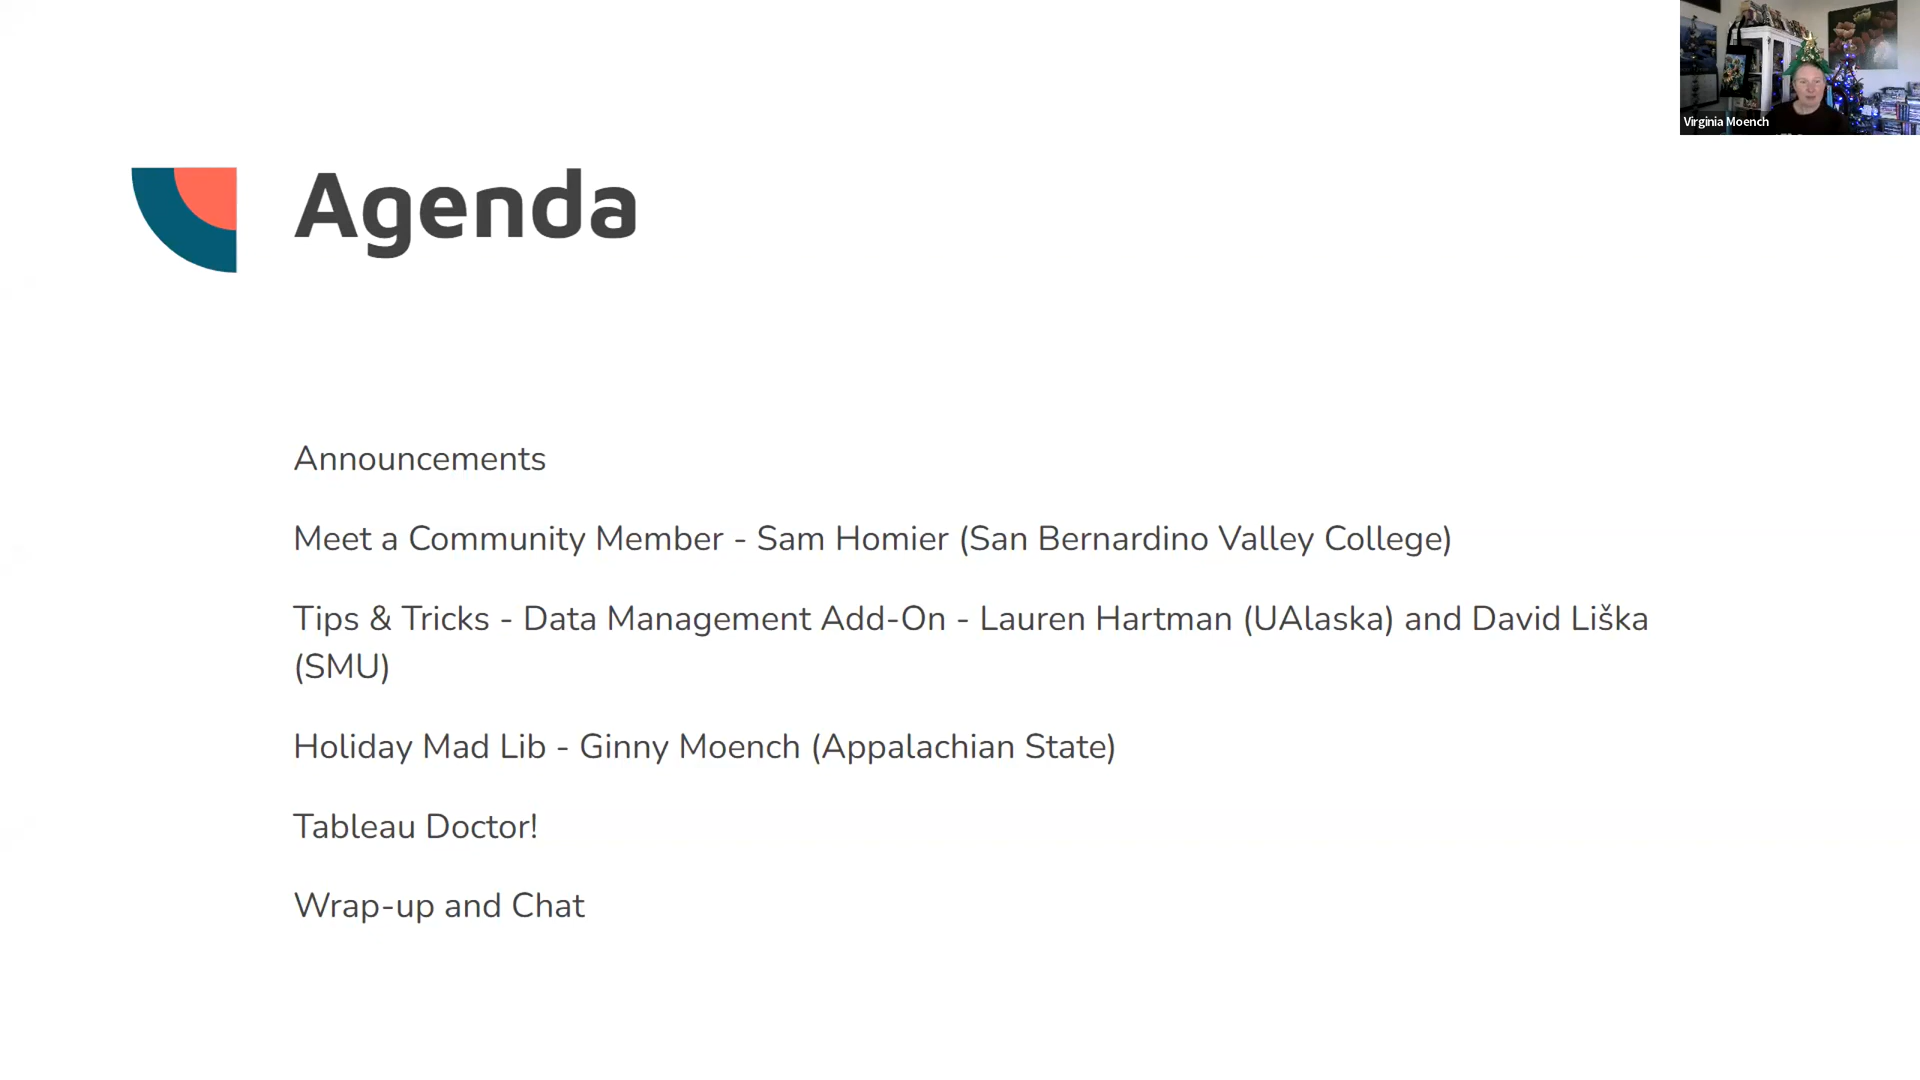 Virginia Moench
Agenda
Announcements
Meet a Community Member - Sam Homier (San Bernardino Valley College)
Tips & Tricks - Data Management Add-On - Lauren Hartman (UAlaska) and David Liška
(SMU)
Holiday Mad Lib - Ginny Moench (Appalachian State)
Tableau Doctor!
Wrap-up and Chat